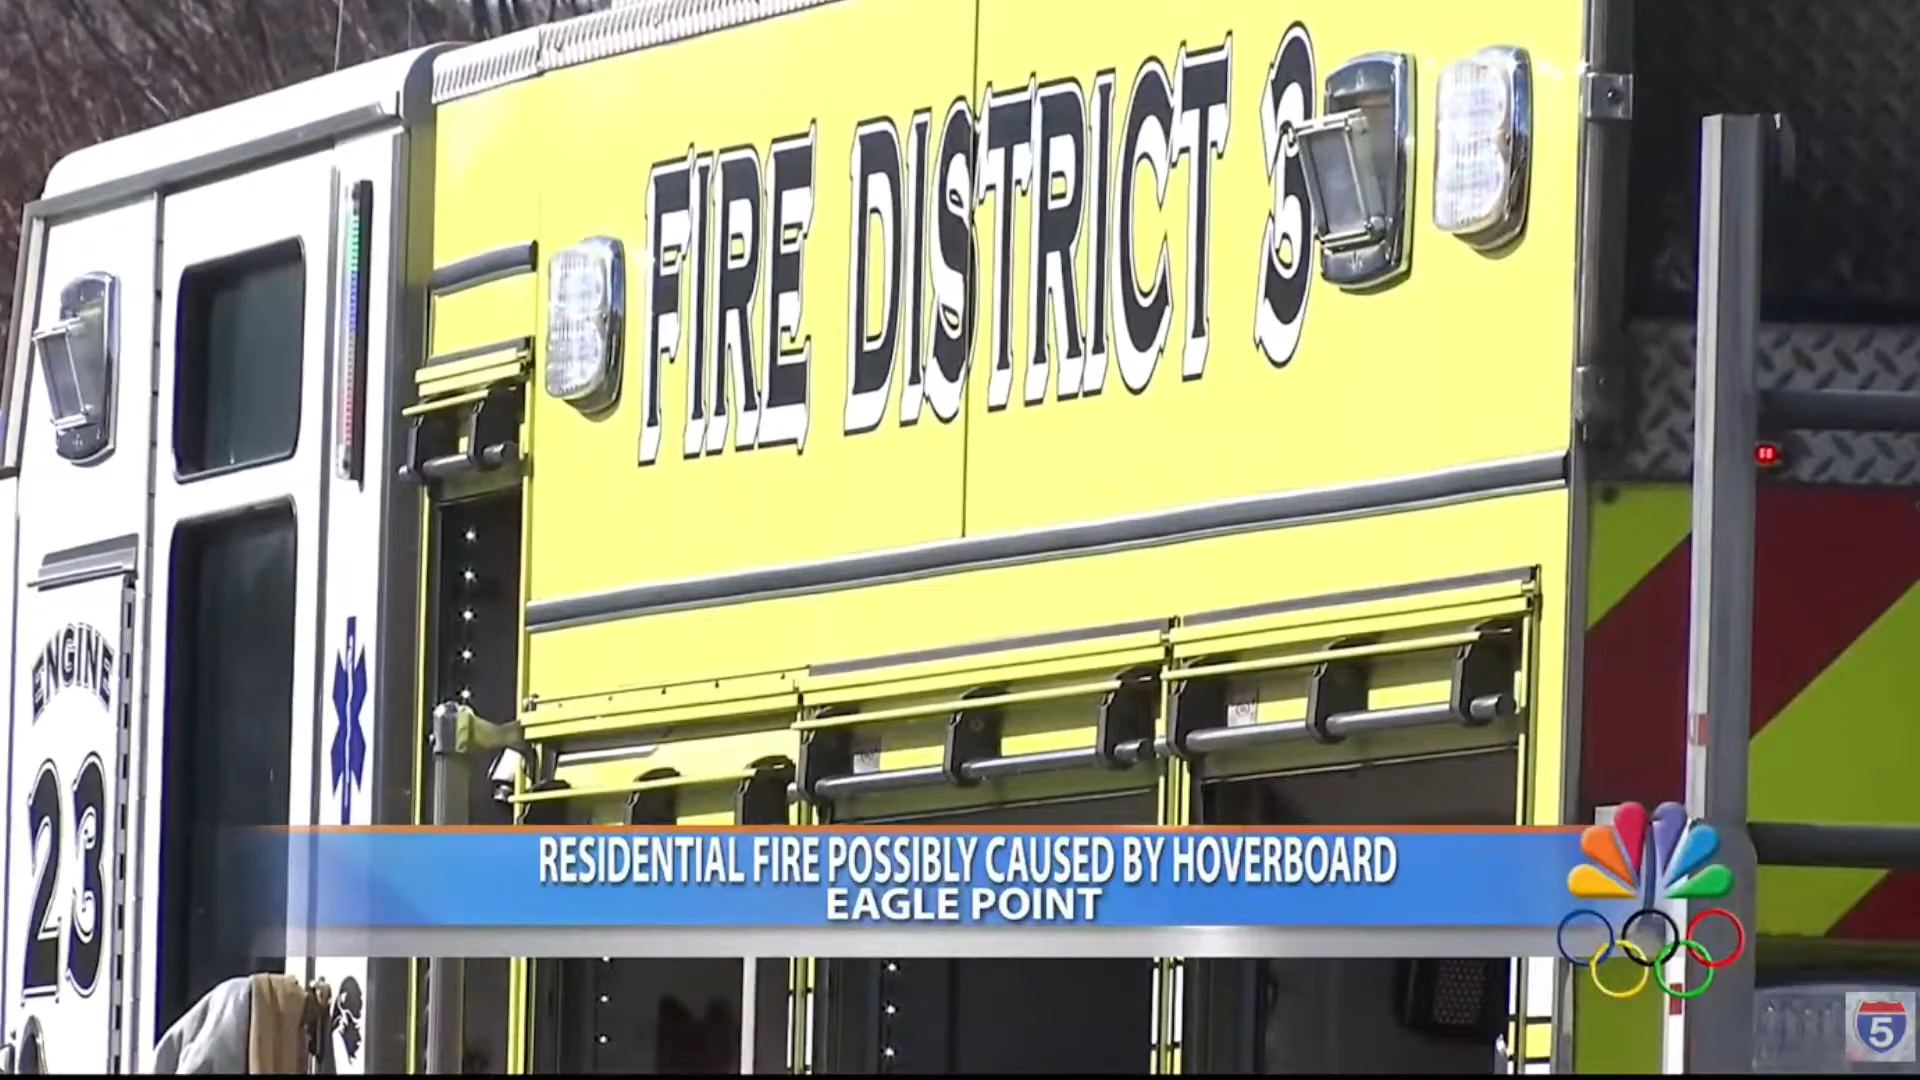 FIRE DISTRICT 3
ENGINE
23
RESIDENTIAL FIRE POSSIBLY CAUSED BY HOVERBOARD
EAGLE POINT
5